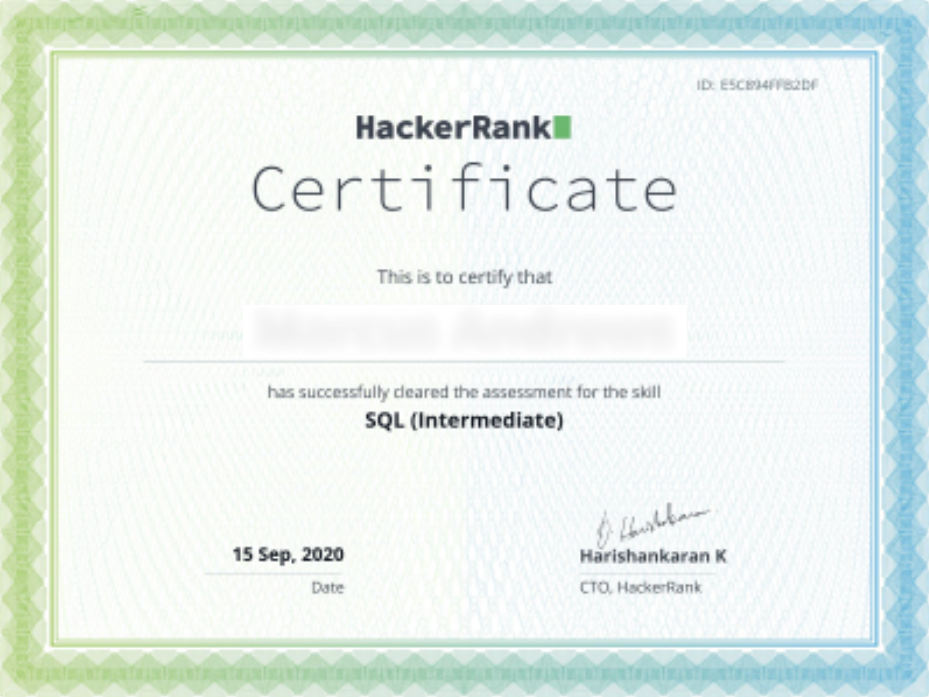 ID: E5C894FFB2DF
HackerRank
Certificate
This is to certify that
has successfully cleared the assessment for the skill
SQL (Intermediate)
15 Sep, 2020
Date
Harishankaran K
CTO, HackerRank